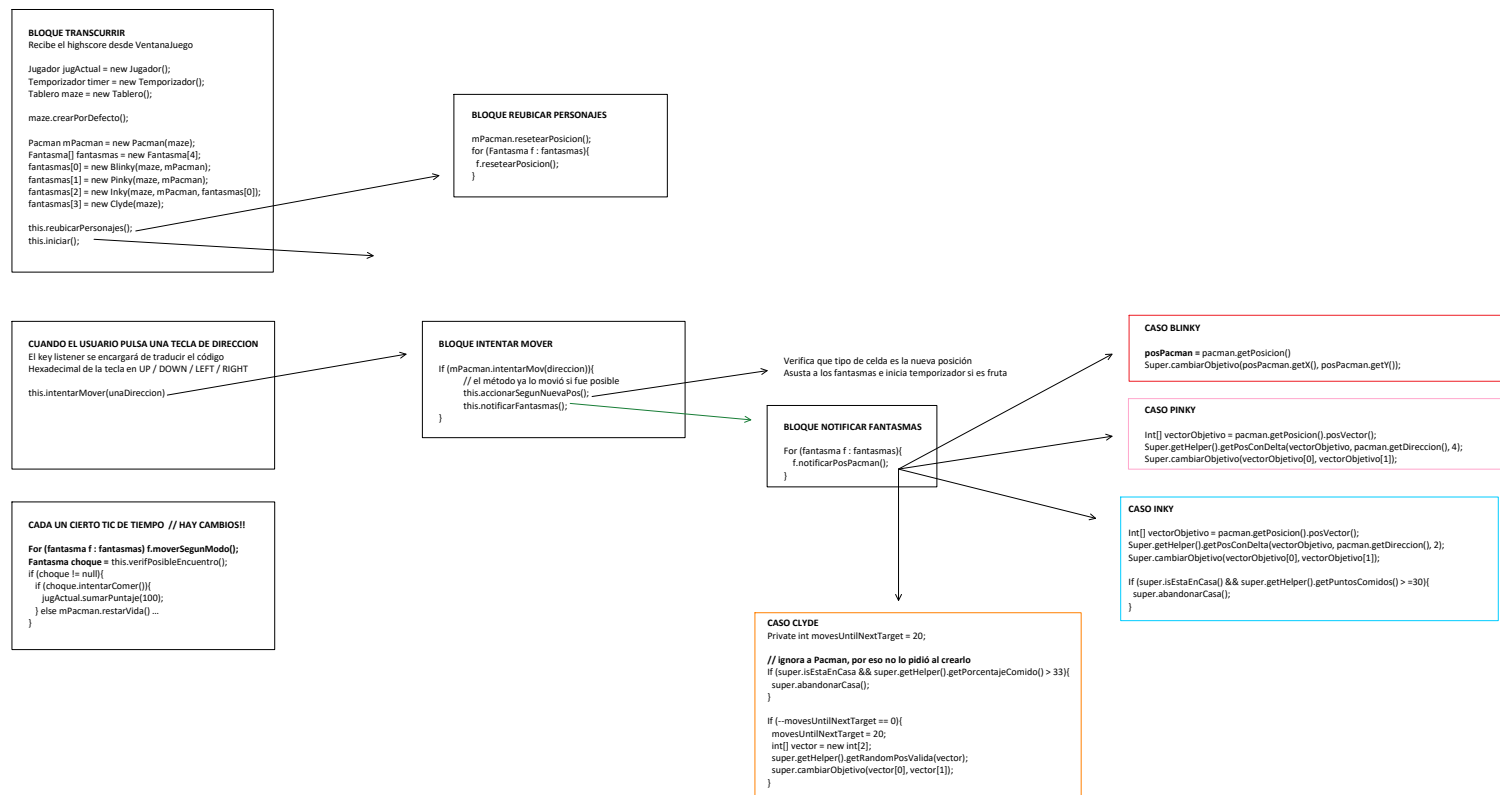 BLOQUE TRANSCURRIR
Recibe el highscore desde VentanaJuego
Jugador jugActual = new Jugador();
Temporizador timer = new Temporizador();
Tablero maze = new Tablero();
maze.crearPorDefecto();
Pacman mPacman = new Pacman(maze);
Fantasma[] fantasmas = new Fantasma[4];
fantasmas[0] = new Blinky(maze, mPacman);
fantasmas[1] = new Pinky(maze, mPacman);
fantasmas[2] = new Inky(maze, mPacman, fantasmas[0]);
fantasmas[3] = new Clyde(maze);
this.reubicarPersonajes();
this.iniciar();
BLOQUE REUBICAR PERSONAJES
mPacman.resetearPosicion();
for (Fantasma f : fantasmas){
f.resetearPosicion();
}
CUANDO EL USUARIO PULSA UNA TECLA DE DIRECCION
El key listener se encargará de traducir el código
Hexadecimal de la tecla en UP / DOWN / LEFT / RIGHT
this.intentarMover(unaDireccion)
BLOQUE INTENTAR MOVER
If (mPacman.intentarMov(direccion)){
// el método ya lo movió si fue posible
this.accionarSegunNuevaPos();
this.notificarFantasmas();
}
Verifica que tipo de celda es la nueva posición
Asusta a los fantasmas e inicia temporizador si es fruta
BLOQUE NOTIFICAR FANTASMAS
For (fantasma f : fantasmas){
f.notificarPosPacman();
}
CASO BLINKY
posPacman = pacman.getPosicion()
Super.cambiarObjetivo(posPacman.getX(), posPacman.getY());
CASO PINKY
Int[] vectorObjetivo = pacman.getPosicion().posVector();
Super.getHelper().getPosConDelta(vectorObjetivo, pacman.getDireccion(), 4);
Super.cambiarObjetivo(vectorObjetivo[0], vectorObjetivo[1]);
CASO INKY
Int[] vectorObjetivo = pacman.getPosicion().posVector();
Super.getHelper().getPosConDelta(vectorObjetivo, pacman.getDireccion(), 2);
Super.cambiarObjetivo(vectorObjetivo[0], vectorObjetivo[1]);
If (super.isEstaEnCasa() && super.getHelper().getPuntosComidos() > =30){
super.abandonarCasa();
}
CADA UN CIERTO TIC DE TIEMPO // HAY CAMBIOS!!
For (fantasma f : fantasmas) f.moverSegunModo();
Fantasma choque = this.verifPosibleEncuentro();
if (choque != null){
if (choque.intentarComer()){
jugActual.sumarPuntaje(100);
} else mPacman.restarVida() ...
}
CASO CLYDE
Private int movesUntilNextTarget = 20;
// ignora a Pacman, por eso no lo pidió al crearlo
If (super.isEstaEnCasa && super.getHelper().getPorcentajeComido() > 33){
super.abandonarCasa();
}
If (--movesUntilNextTarget == 0){
movesUntilNextTarget = 20;
int[] vector = new int[2];
super.getHelper().getRandomPosValida(vector);
super.cambiarObjetivo(vector[0], vector[1]);
}